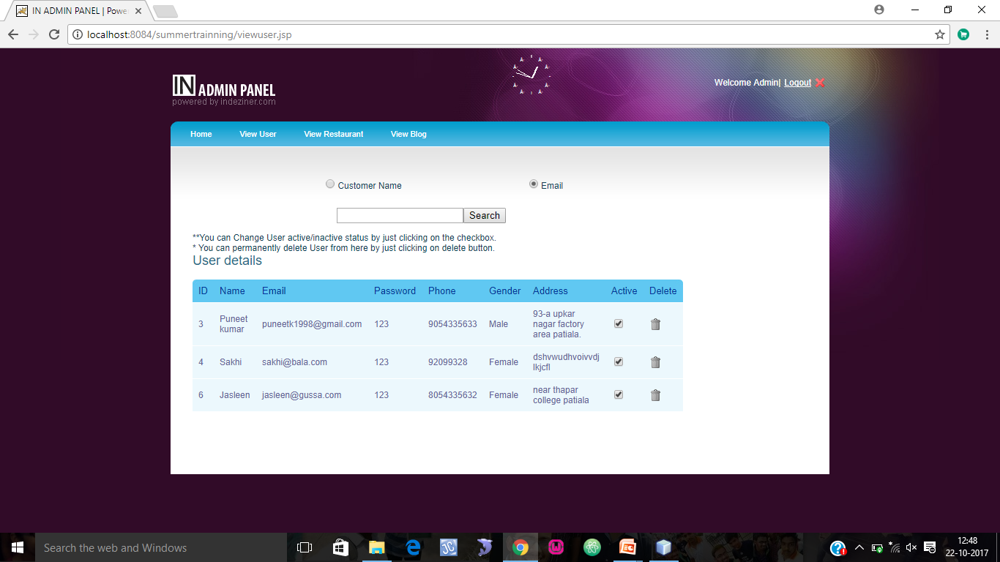 IN ADMIN PANEL | Powe
localhost:8084/summertrainning/viewuser.jsp
IN ADMIN PANEL
powered by indeziner.com
Welcome Admin| Logout
Home View User View Restaurant View Blog
Customer Name Email
Search
**You can Change User active/inactive status by just clicking on the checkbox.
* You can permanently delete User from here by just clicking on delete button.
User details
ID Name Email Password Phone Gender Address Active Delete
3 Puneet kumar puneetk1998@gmail.com 123 9054335633 Male 93-a upkar nagar factory area patiala.
4 Sakhi sakhi@bala.com 123 92099328 Female dshvwudhvoivvdj lkjcfl
6 Jasleen jasleen@gussa.com 123 8054335632 Female near thapar college patiala
Search the web and Windows
12:48
22-10-2017